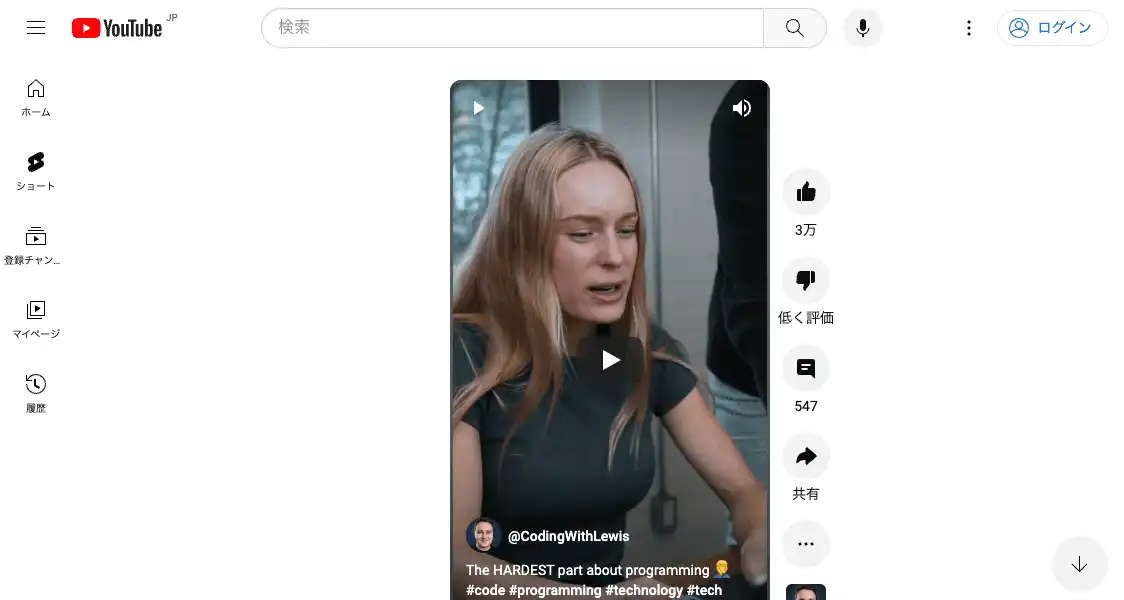 YouTube JP
検索
ログイン
ホーム
ショート
登録チャン...
マイページ
履歴
3万
低く評価
547
共有
@CodingWithLewis
The HARDEST part about programming 🤦‍♂️
#code #programming #technology #tech